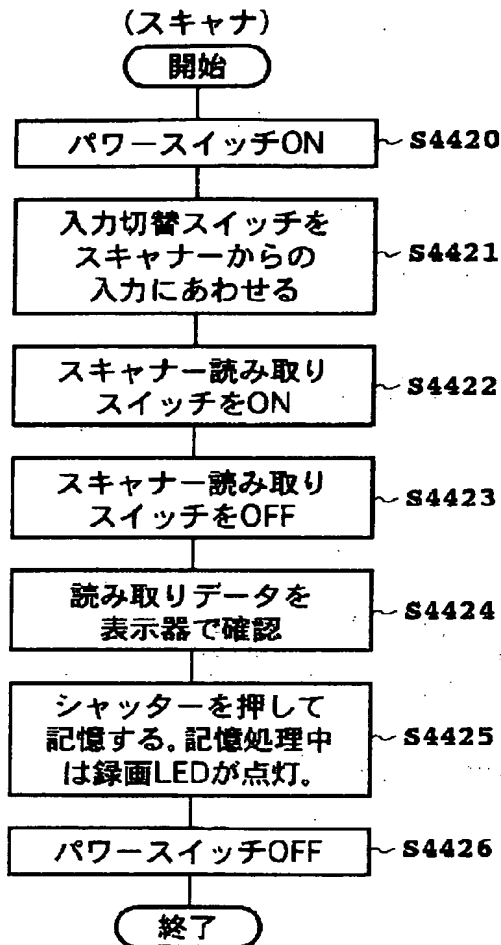 (スキャナ)
開始
パワースイッチON
S4420
入力切替スイッチを
スキャナーからの
入力にあわせる
S4421
スキャナー読み取り
スイッチをON
S4422
スキャナー読み取り
スイッチをOFF
S4423
読み取りデータを
表示器で確認
S4424
シャッターを押して
記憶する。記憶処理中
は録画LEDが点灯。
S4425
パワースイッチOFF
S4426
終了